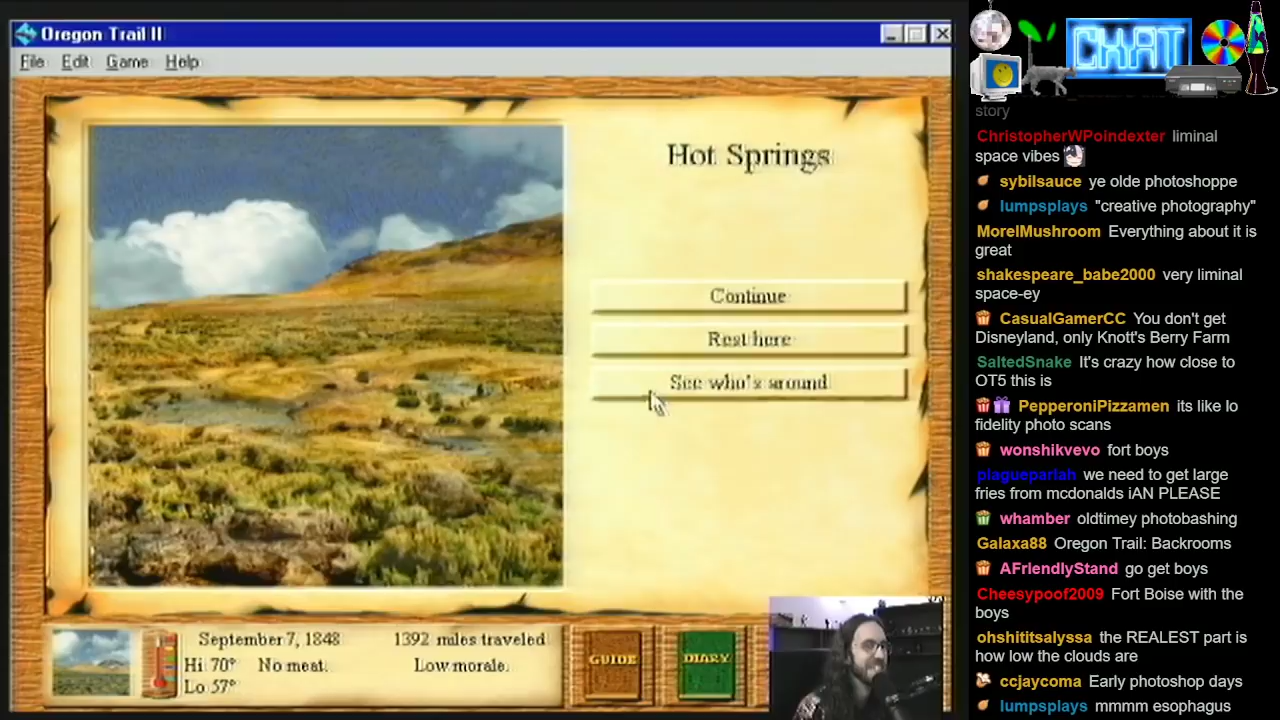 Oregon Trail II
File Edit Game Help
Hot Springs
Continue
Rest here
See who's around
September 7, 1848 1392 miles traveled
Hi 70° No meat. Low morale.
Lo 57°
GUIDE
DIARY
CHAT
story
ChristopherWPoindexter liminal
space vibes
sybilsauce ye olde photoshoppe
lumpsplays "creative photography"
MorelMushroom Everything about it is
great
shakespeare_babe2000 very liminal
space-ey
CasualGamerCC You don't get
Disneyland, only Knott's Berry Farm
SaltedSnake It's crazy how close to
OT5 this is
PepperoniPizzamen its like lo
fidelity photo scans
wonshikvevo fort boys
plagueparlah we need to get large
fries from mcdonalds iAN PLEASE
whamber oldtimey photobashing
Galaxa88 Oregon Trail: Backrooms
AFriendlyStand go get boys
Cheesypoof2009 Fort Boise with the
boys
ohshititsalyssa the REALEST part is
how low the clouds are
ccjaycoma Early photoshop days
lumpsplays mmmm esophagus